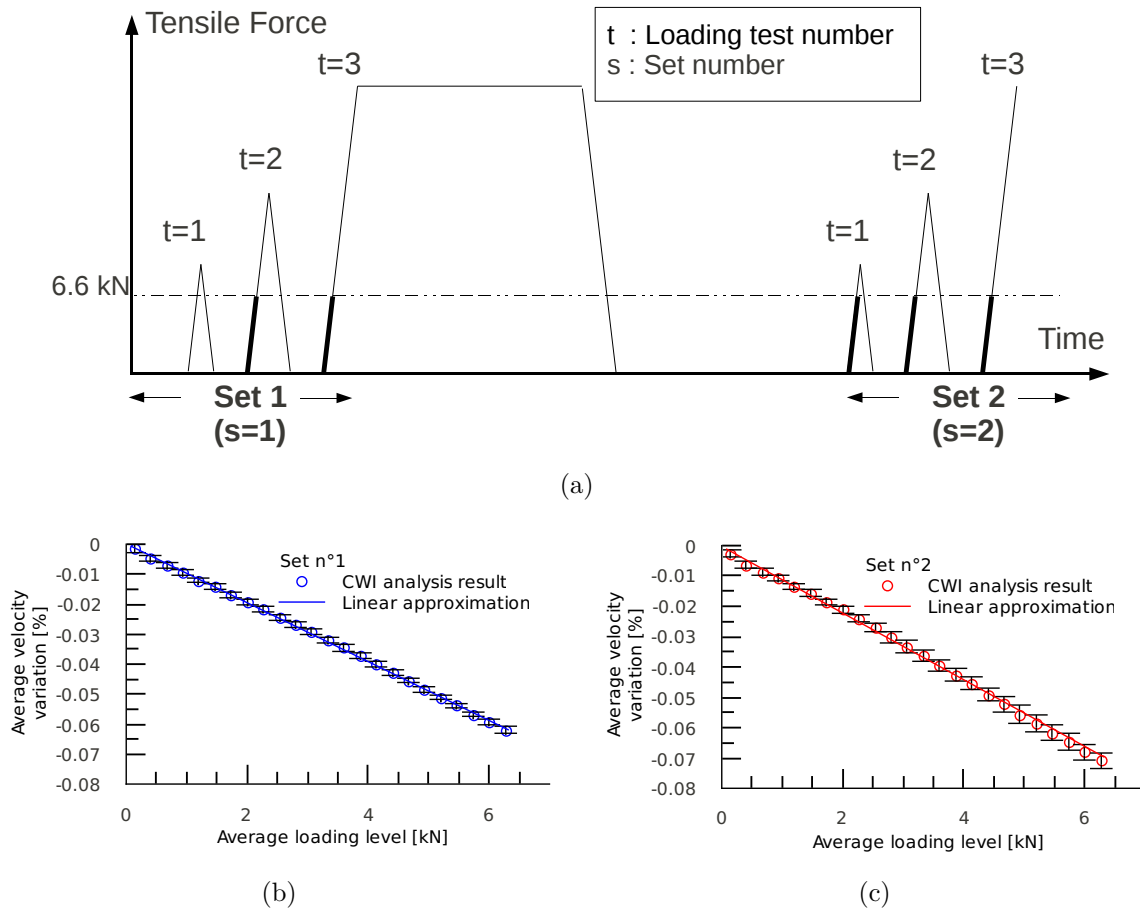 Tensile Force
t : Loading test number
s : Set number
t=3
t=3
t=2
t=2
t=1
t=1
6.6 kN
Time
Set 1
(s=1)
Set 2
(s=2)
(a)
0
-0.01
-0.02
-0.03
-0.04
-0.05
-0.06
-0.07
-0.08
Average velocity
variation [%]
Set n°1
CWI analysis result
Linear approximation
0
2
4
6
Average loading level [kN]
(b)
0
-0.01
-0.02
-0.03
-0.04
-0.05
-0.06
-0.07
-0.08
Average velocity
variation [%]
Set n°2
CWI analysis result
Linear approximation
0
2
4
6
Average loading level [kN]
(c)